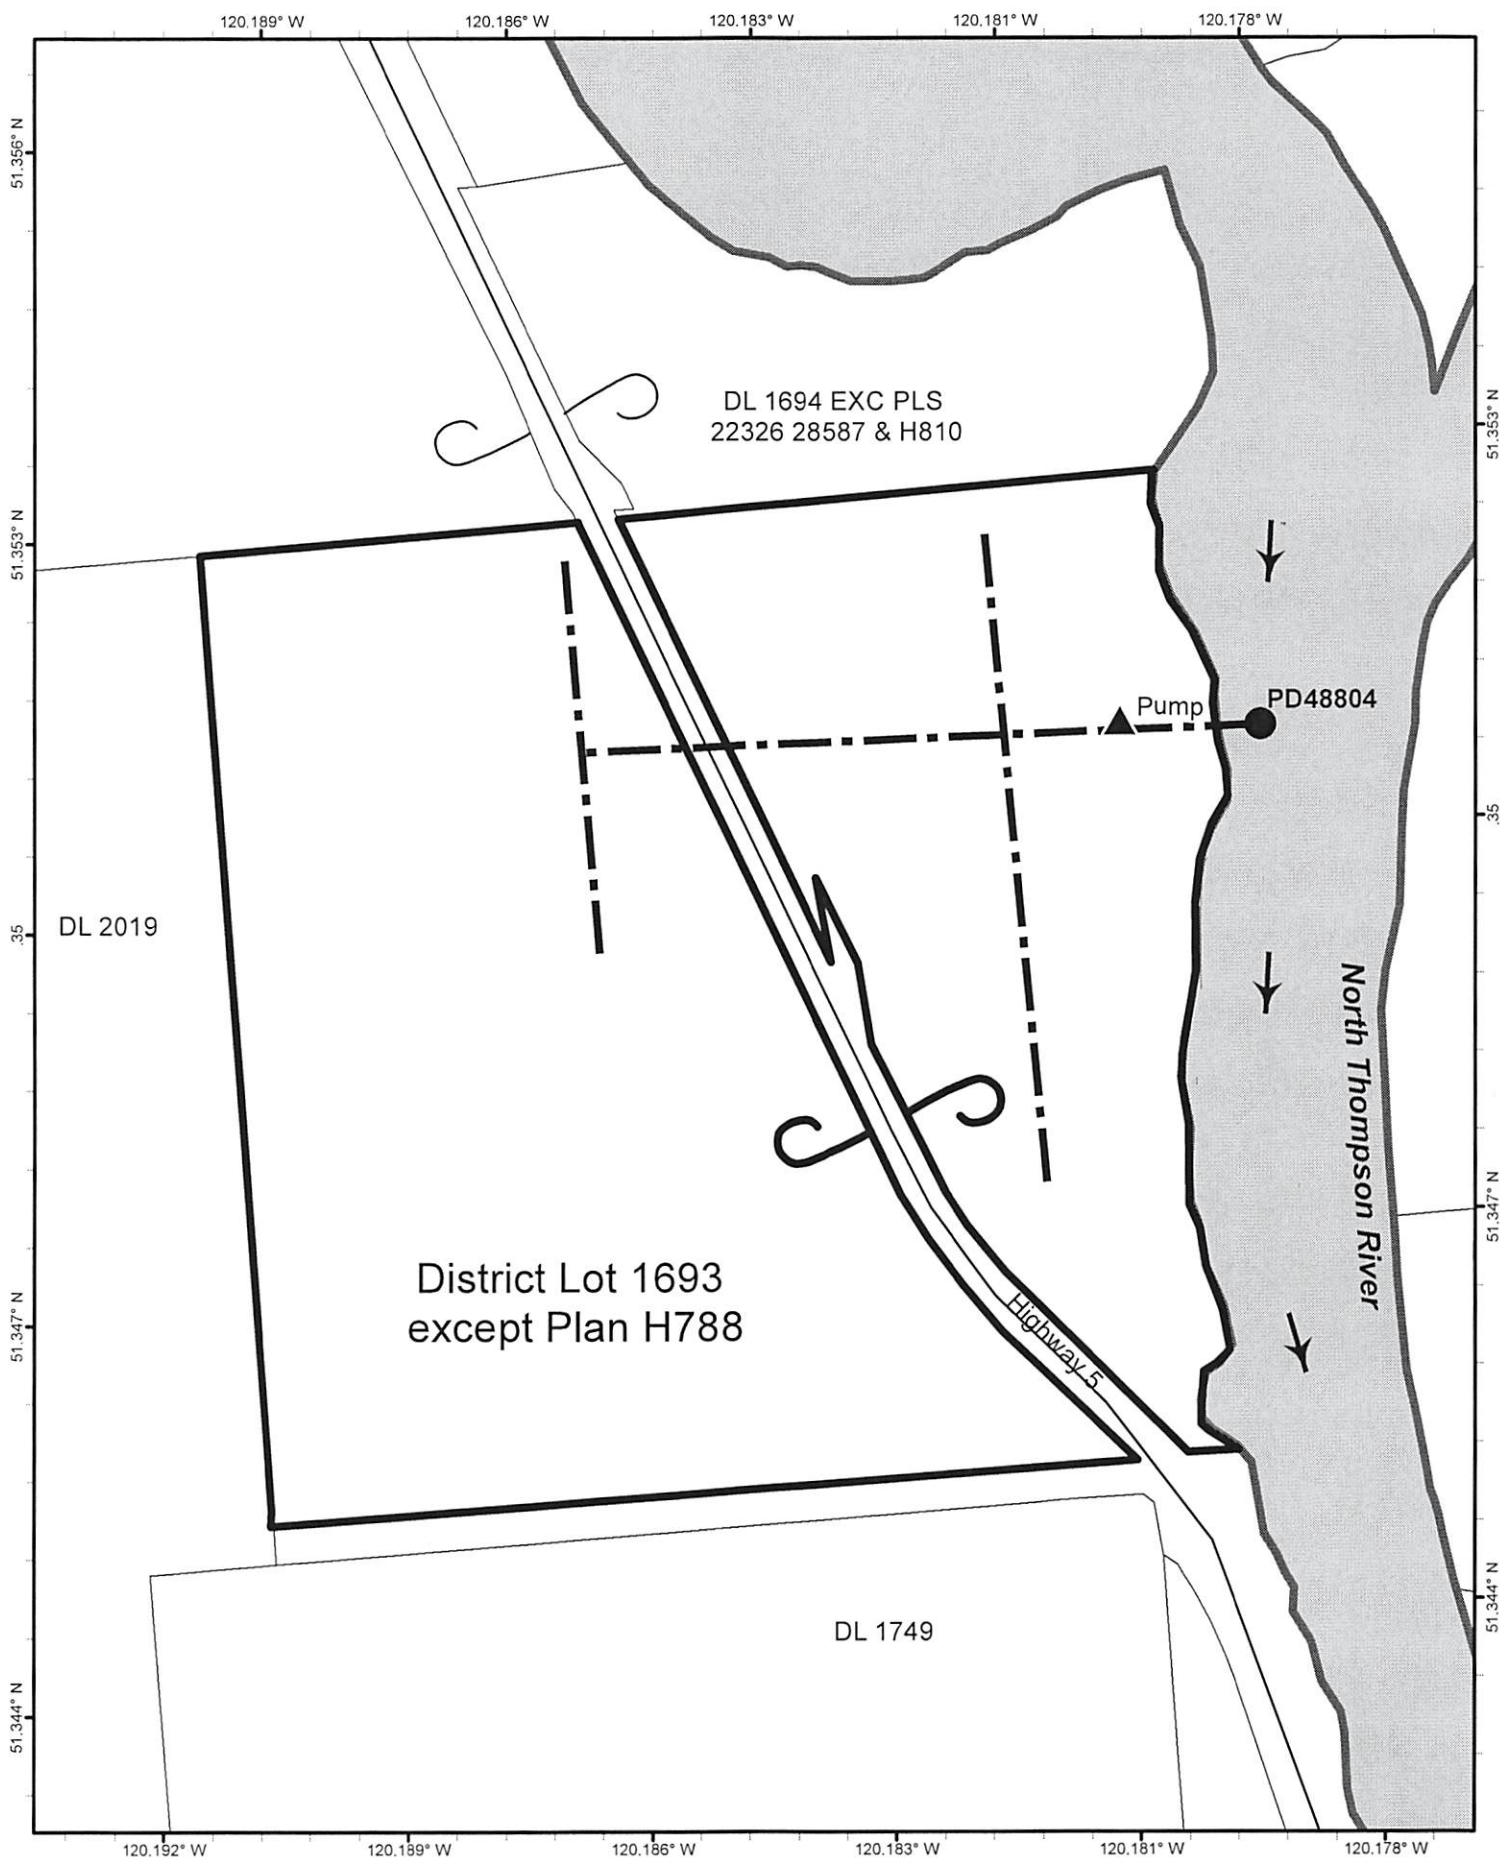 120.189° W
120.186° W
120.183° W
120.181° W
120.178° W
51.356° N
DL 1694 EXC PLS
22326 28587 & H810
51.353° N
51.353° N
Pump
PD48804
.35
DL 2019
.35
North Thompson River
51.347° N
District Lot 1693
except Plan H788
Highway 5
51.347° N
51.344° N
DL 1749
51.344° N
120.192° W
120.189° W
120.186° W
120.183° W
120.181° W
120.178° W